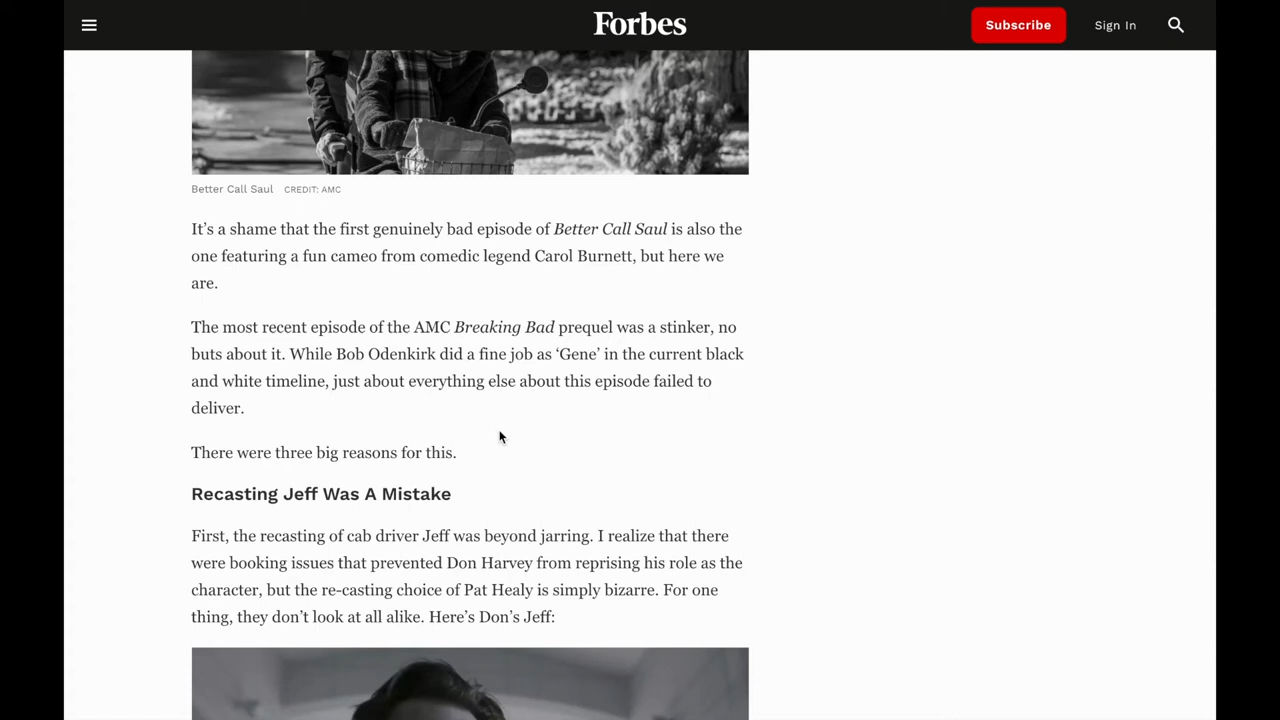 Forbes
Subscribe
Sign In
Better Call Saul CREDIT: AMC
It’s a shame that the first genuinely bad episode of Better Call Saul is also the
one featuring a fun cameo from comedic legend Carol Burnett, but here we
are.
The most recent episode of the AMC Breaking Bad prequel was a stinker, no
buts about it. While Bob Odenkirk did a fine job as ‘Gene’ in the current black
and white timeline, just about everything else about this episode failed to
deliver.
There were three big reasons for this.
Recasting Jeff Was A Mistake
First, the recasting of cab driver Jeff was beyond jarring. I realize that there
were booking issues that prevented Don Harvey from reprising his role as the
character, but the re-casting choice of Pat Healy is simply bizarre. For one
thing, they don’t look at all alike. Here’s Don’s Jeff: